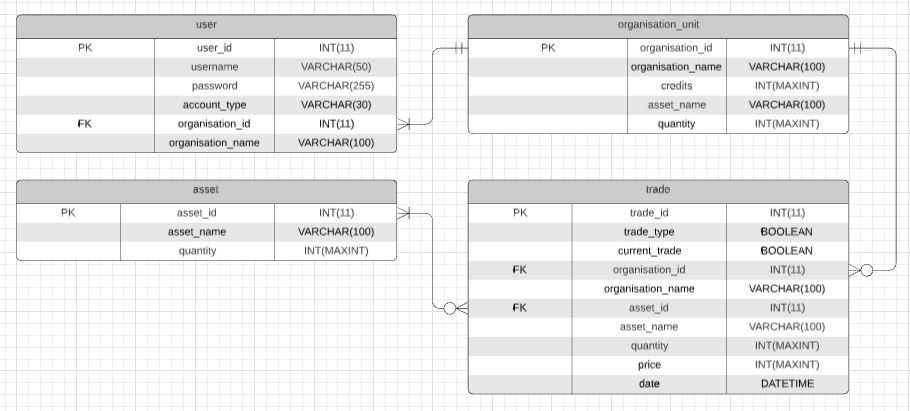 user
PK user_id INT(11)
username VARCHAR(50)
password VARCHAR(255)
account_type VARCHAR(30)
FK organisation_id INT(11)
organisation_name VARCHAR(100)
organisation_unit
PK organisation_id INT(11)
organisation_name VARCHAR(100)
credits INT(MAXINT)
asset_name VARCHAR(100)
quantity INT(MAXINT)
asset
PK asset_id INT(11)
asset_name VARCHAR(100)
quantity INT(MAXINT)
trade
PK trade_id INT(11)
trade_type BOOLEAN
current_trade BOOLEAN
FK organisation_id INT(11)
organisation_name VARCHAR(100)
FK asset_id INT(11)
asset_name VARCHAR(100)
quantity INT(MAXINT)
price INT(MAXINT)
date DATETIME